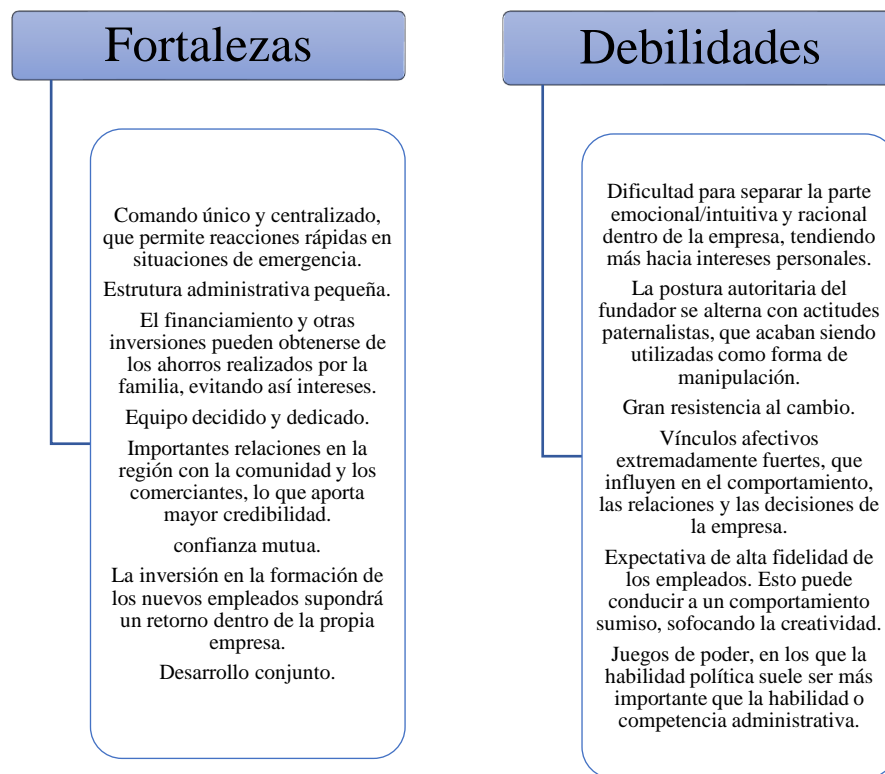 Fortalezas
Comando único y centralizado,
que permite reacciones rápidas en
situaciones de emergencia.
Estrutura administrativa pequeña.
El financiamiento y otras
inversiones pueden obtenerse de
los ahorros realizados por la
familia, evitando así intereses.
Equipo decidido y dedicado.
Importantes relaciones en la
región con la comunidad y los
comerciantes, lo que aporta
mayor credibilidad.
confianza mutua.
La inversión en la formación de
los nuevos empleados supondrá
un retorno dentro de la propia
empresa.
Desarrollo conjunto.
Debilidades
Dificultad para separar la parte
emocional/intuitiva y racional
dentro de la empresa, tendiendo
más hacia intereses personales.
La postura autoritaria del
fundador se alterna con actitudes
paternalistas, que acaban siendo
utilizadas como forma de
manipulación.
Gran resistencia al cambio.
Vínculos afectivos
extremadamente fuertes, que
influyen en el comportamiento,
las relaciones y las decisiones de
la empresa.
Expectativa de alta fidelidad de
los empleados. Esto puede
conducir a un comportamiento
sumiso, sofocando la creatividad.
Juegos de poder, en los que la
habilidad política suele ser más
importante que la habilidad o
competencia administrativa.